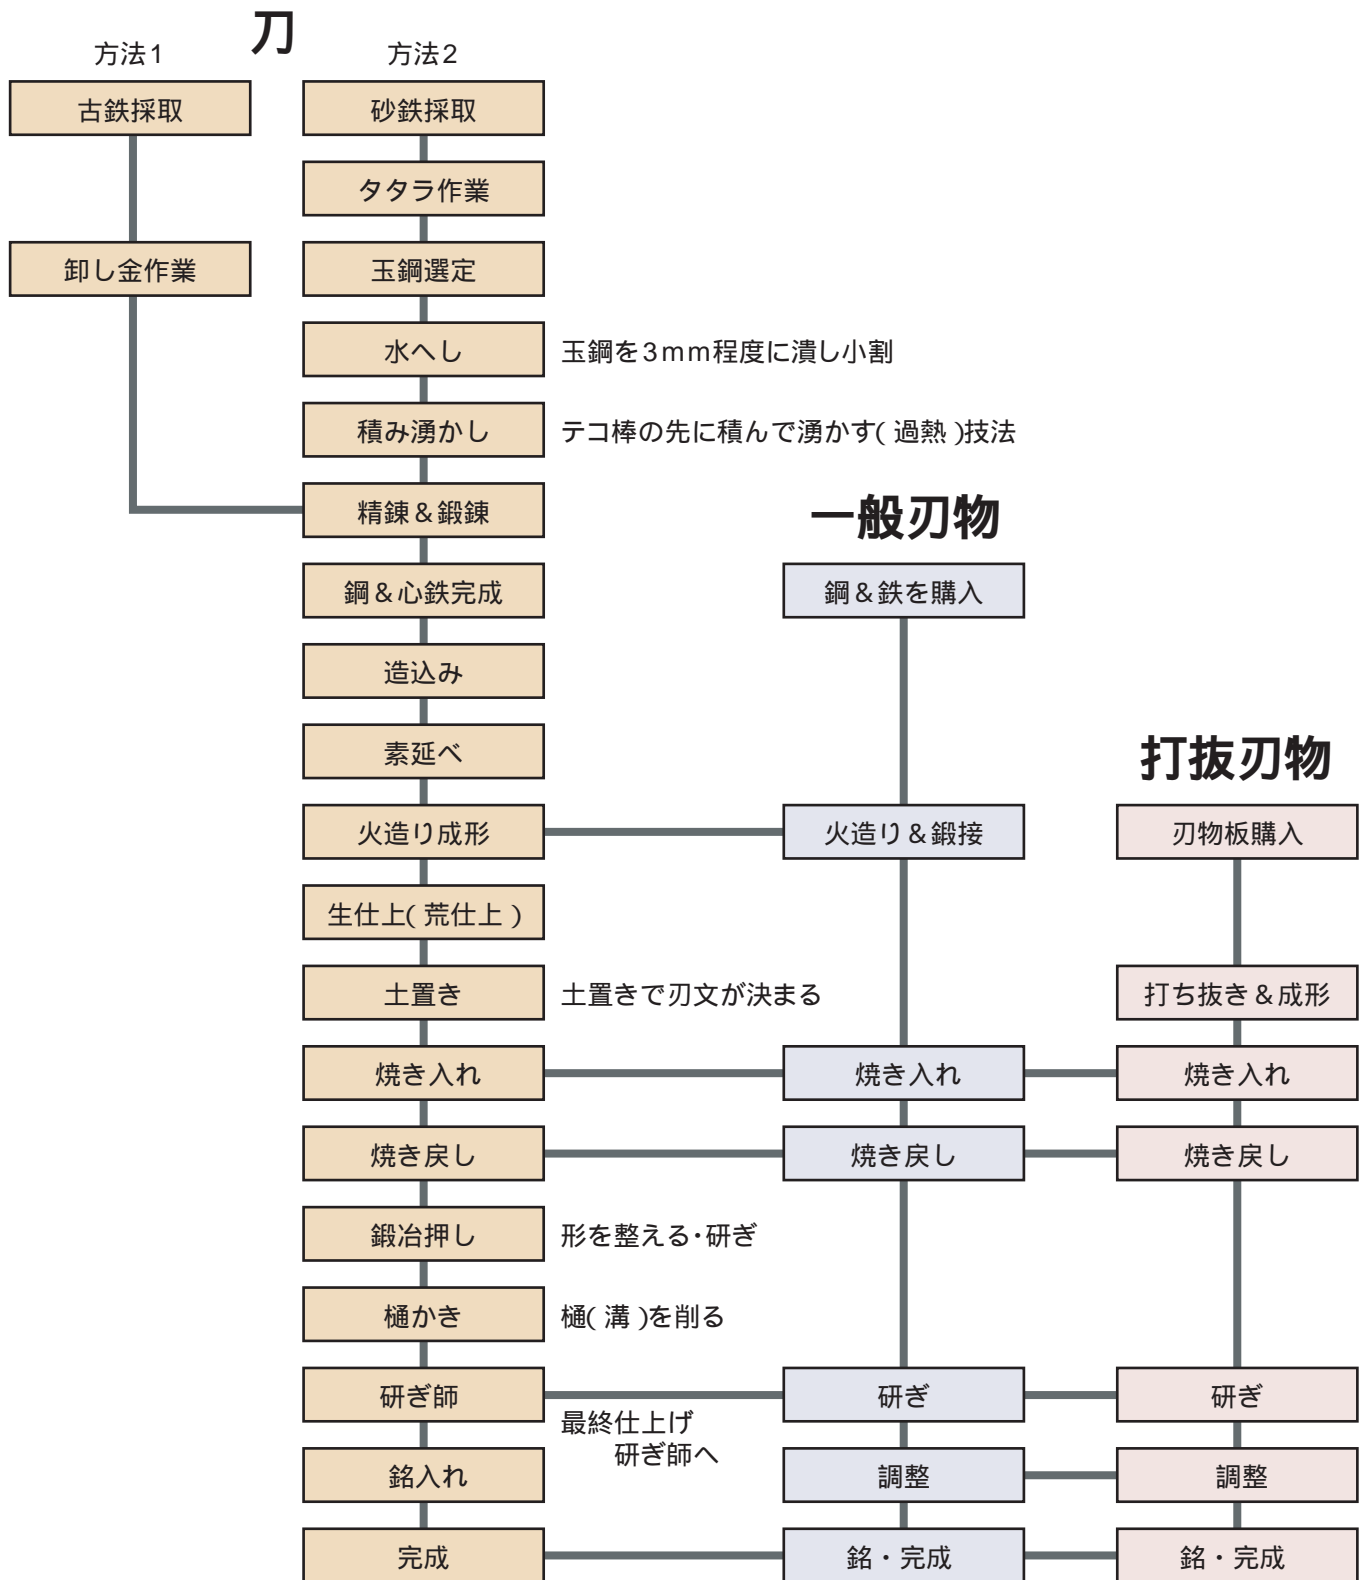 刀
方法1
方法2
古鉄採取
砂鉄採取
タタラ作業
卸し金作業
玉鋼選定
水へし
玉鋼を3mm程度に潰し小割
積み湧かし
テコ棒の先に積んで湧かす(過熱)技法
精錬&鍛錬
一般刃物
鋼&心鉄完成
鋼&鉄を購入
造込み
素延べ
打抜刃物
火造り成形
火造り&鍛接
刃物板購入
生仕上(荒仕上)
土置き
土置きで刃文が決まる
打ち抜き&成形
焼き入れ
焼き入れ
焼き入れ
焼き戻し
焼き戻し
焼き戻し
鍛冶押し
形を整える・研ぎ
樋かき
樋(溝)を削る
研ぎ師
最終仕上げ
研ぎ師へ
研ぎ
研ぎ
銘入れ
調整
調整
完成
銘・完成
銘・完成